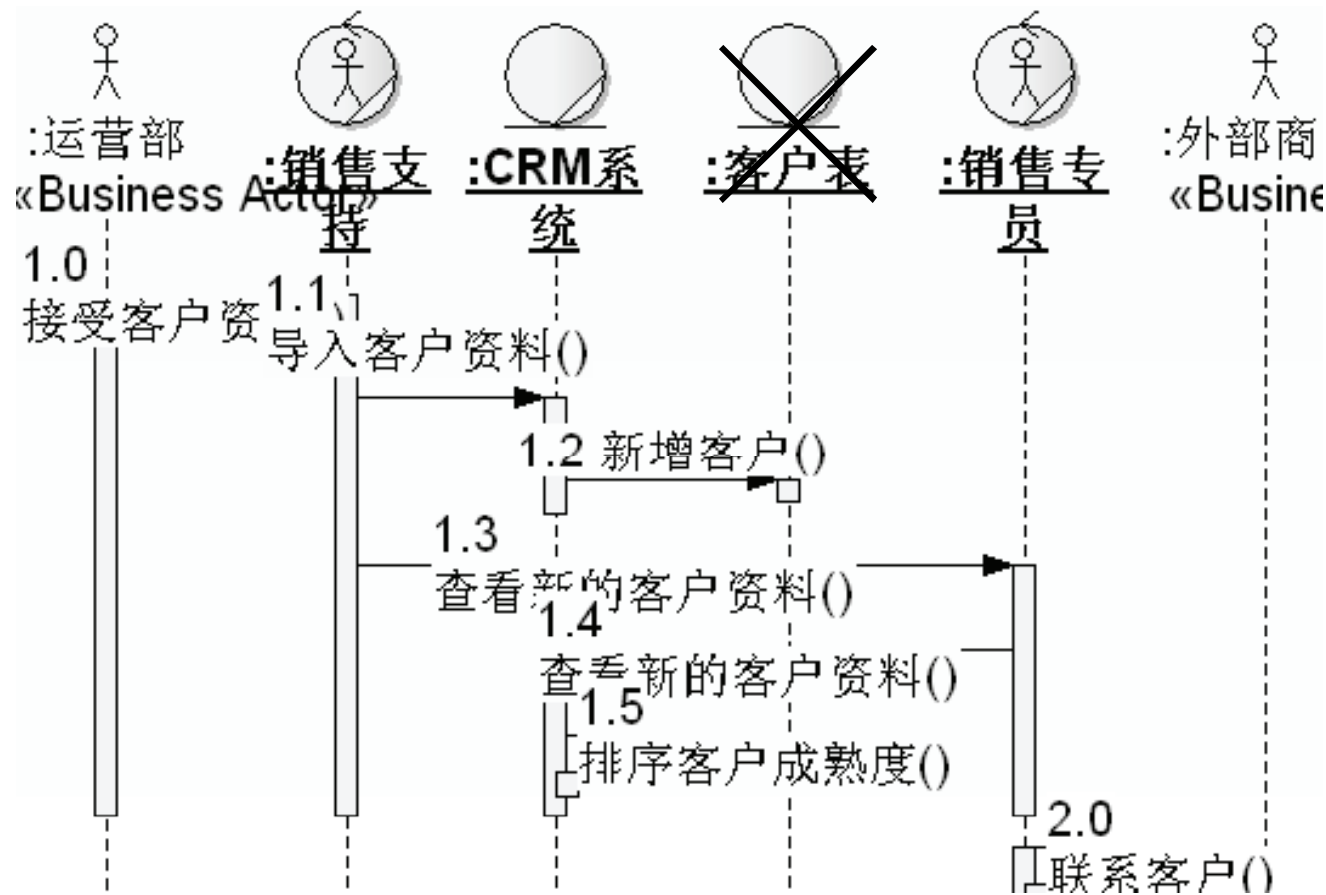 :运营部
«Business Actor»
:销售支
持
:CRM系
统
:客户表
:销售专
员
:外部商
«Busine
1.0
接受客户资
1.1
导入客户资料()
1.2 新增客户()
1.3
查看新的客户资料()
1.4
查看新的客户资料()
1.5
排序客户成熟度()
2.0
联系客户()